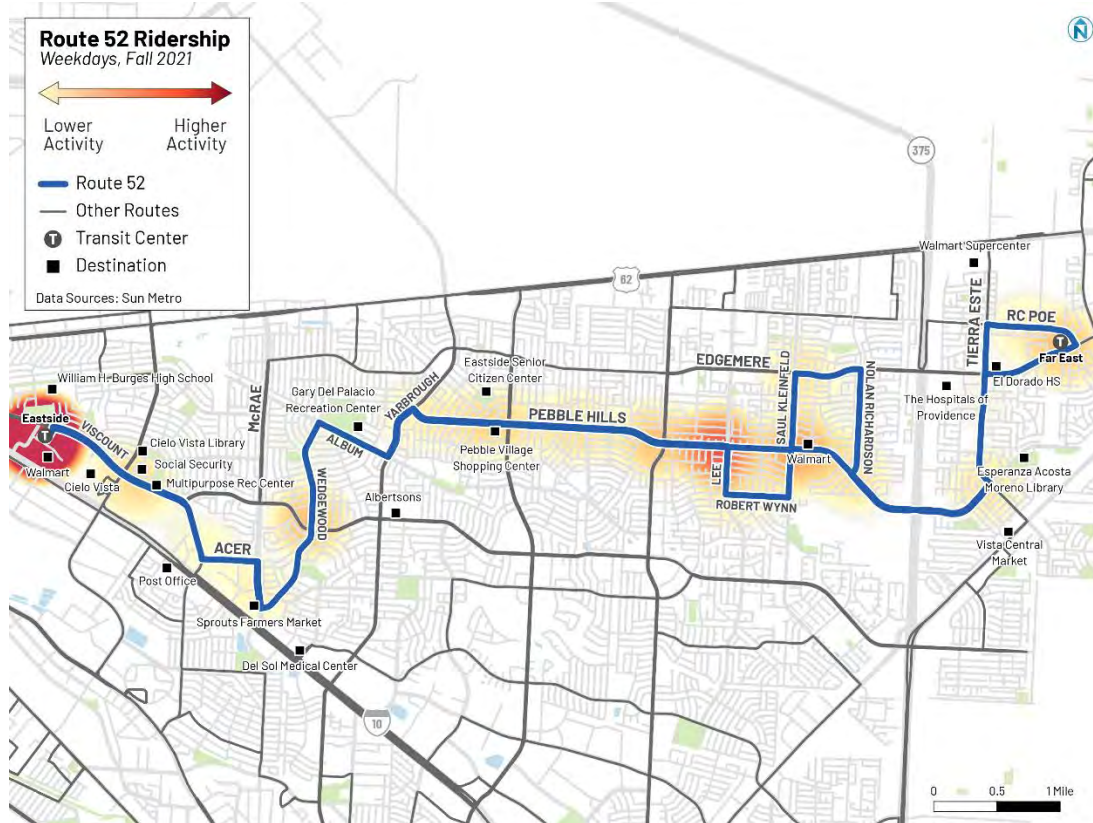 Route 52 Ridership
Weekdays, Fall 2021
Lower
Activity
Higher
Activity
Route 52
Other Routes
T
Transit Center
Destination
Data Sources: Sun Metro
N
375
62
Walmart Supercenter
TIERRA ESTE
RC POE
T
Far East
El Dorado HS
The Hospitals of
Providence
EDGEMERE
SAUL KLEINFELD
NOLAN RICHARDSON
Eastside Senior
Citizen Center
William H. Burges High School
McRAE
Gary Del Palacio
Recreation Center
YARBROUGH
PEBBLE HILLS
Eastside
T
VISCOUNT
ALBUM
Pebble Village
Shopping Center
Walmart
Cielo Vista Library
Social Security
Multipurpose Rec Center
Walmart
Cielo Vista
WEDGEWOOD
Albertsons
LEE
ROBERT WYNN
Esperanza Acosta
Moreno Library
Vista Central
Market
ACER
Post Office
Sprouts Farmers Market
Del Sol Medical Center
10
0
0.5
1 Mile